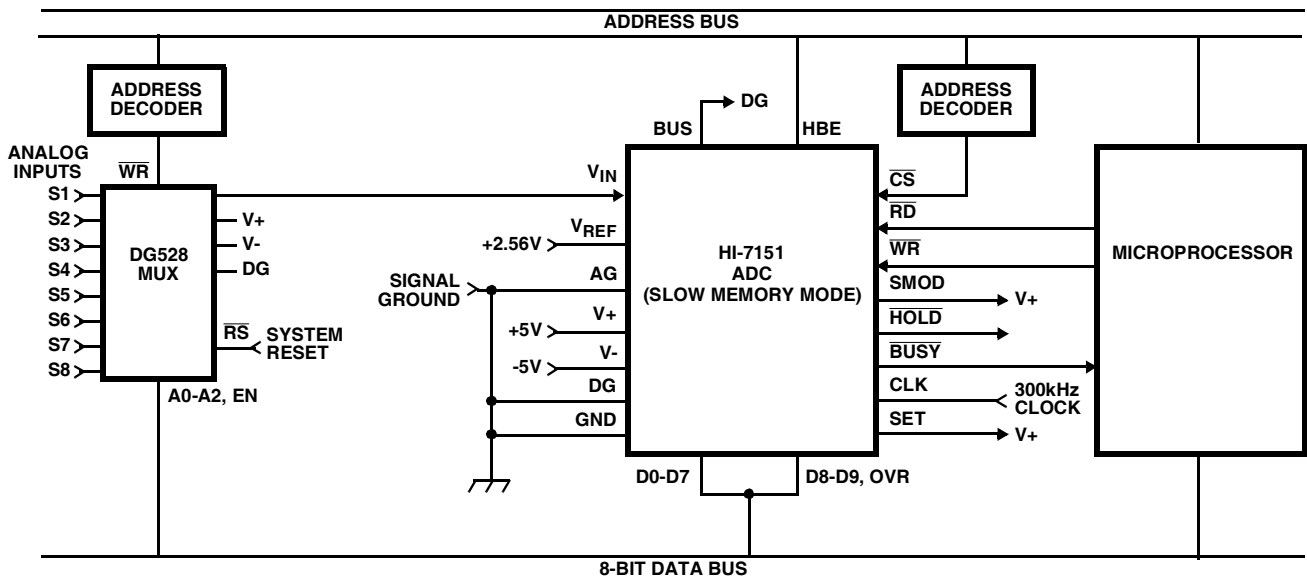 ADDRESS BUS
ADDRESS
DECODER
ANALOG
INPUTS
WR
S1
S2
S3
S4
S5
S6
S7
S8
DG528
MUX
V+
V-
DG
RS
SYSTEM
RESET
A0-A2, EN
BUS
DG
HBE
VIN
VREF
+2.56V
SIGNAL
GROUND
AG
V+
+5V
V-
-5V
DG
GND
HI-7151
ADC
(SLOW MEMORY MODE)
D0-D7
D8-D9, OVR
ADDRESS
DECODER
CS
RD
WR
SMOD
V+
HOLD
BUSY
CLK
300kHz
CLOCK
SET
V+
MICROPROCESSOR
8-BIT DATA BUS